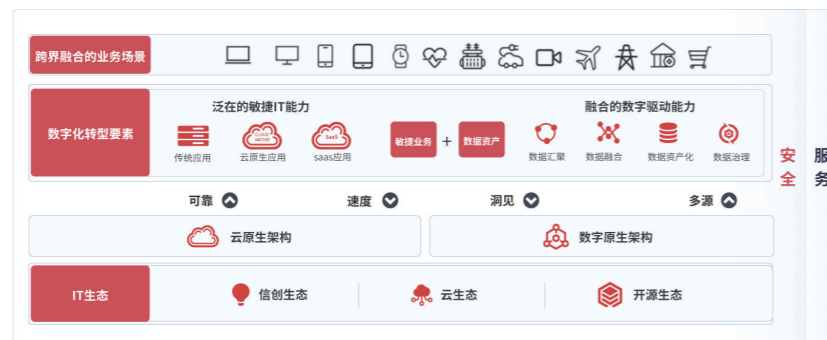 跨界融合的业务场景
泛在的敏捷IT能力
融合的数字驱动能力
数字化转型要素
CLOUD
NATIVE
SaaS
敏捷业务 + 数据资产
传统应用
云原生应用
saas应用
数据汇聚
数据融合
数据资产化
数据治理
安全
服务
可靠
速度
洞见
多源
云原生架构
数字原生架构
IT生态
信创生态
云生态
开源生态